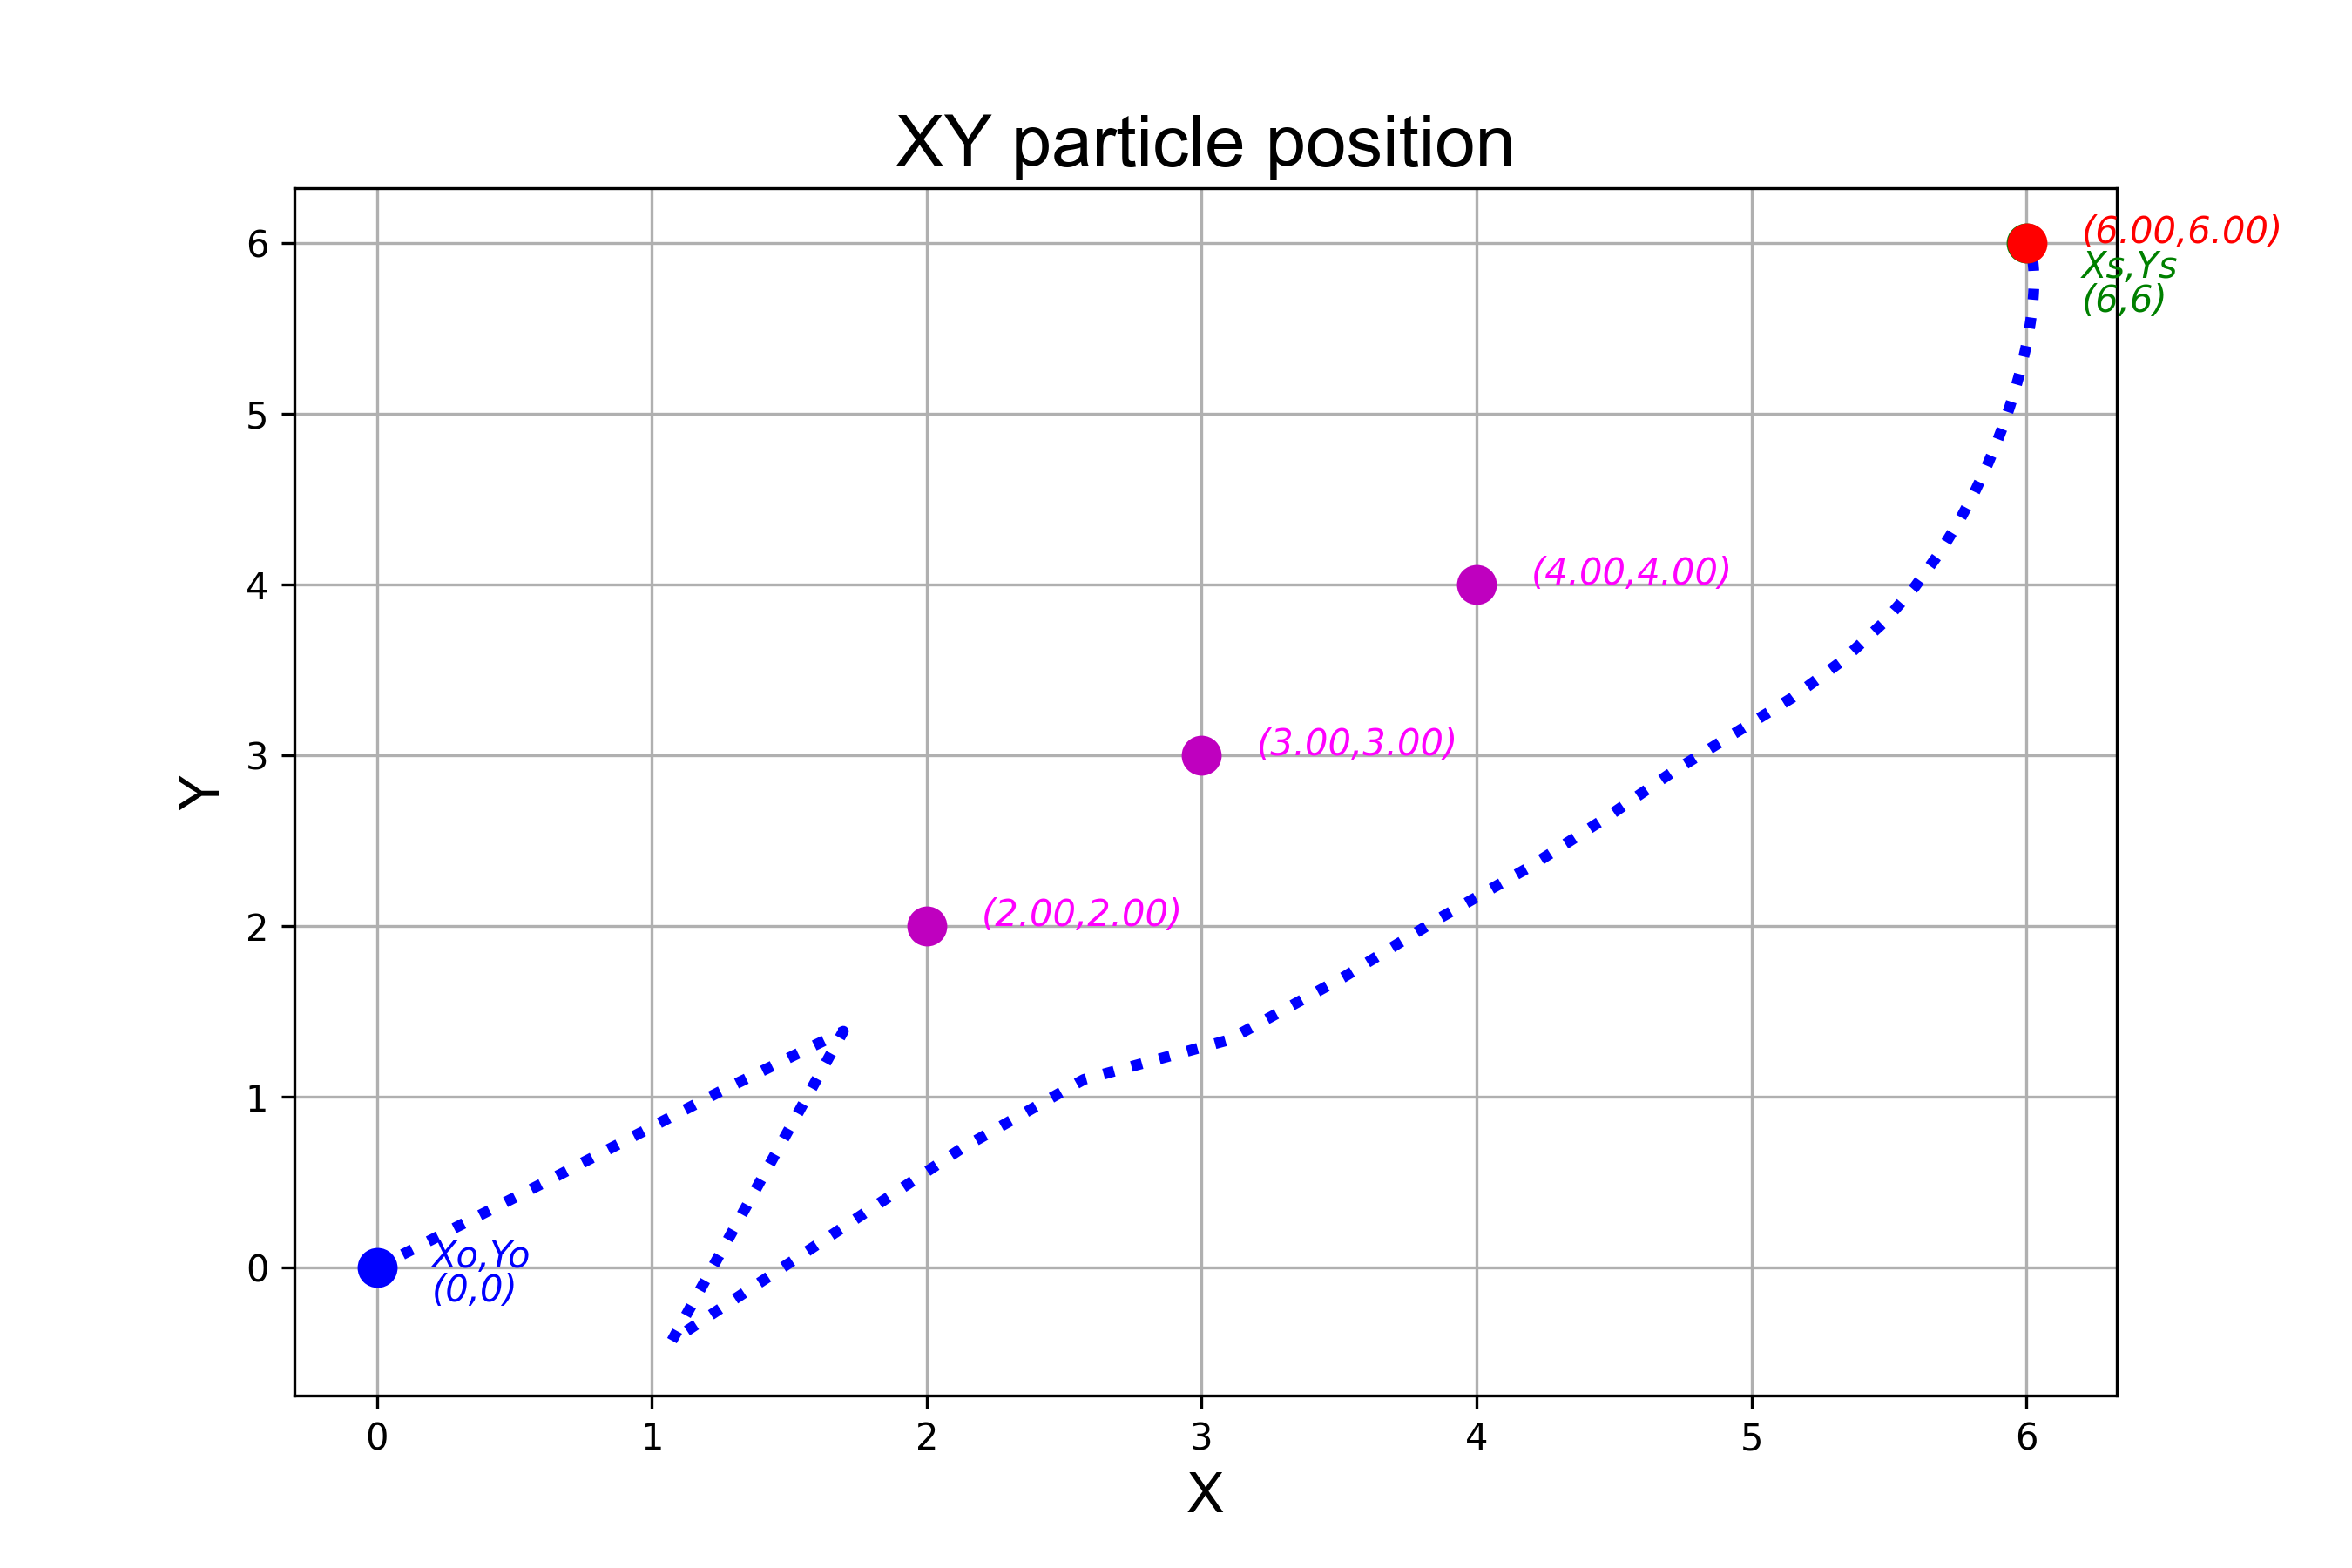 XY particle position
(6.00,6.00)
Xs,Ys
(6,6)
(4.00,4.00)
(3.00,3.00)
(2.00,2.00)
Xo,Yo
(0,0)
6
5
4
3
2
1
0
Y
0 1 2 3 4 5 6
X